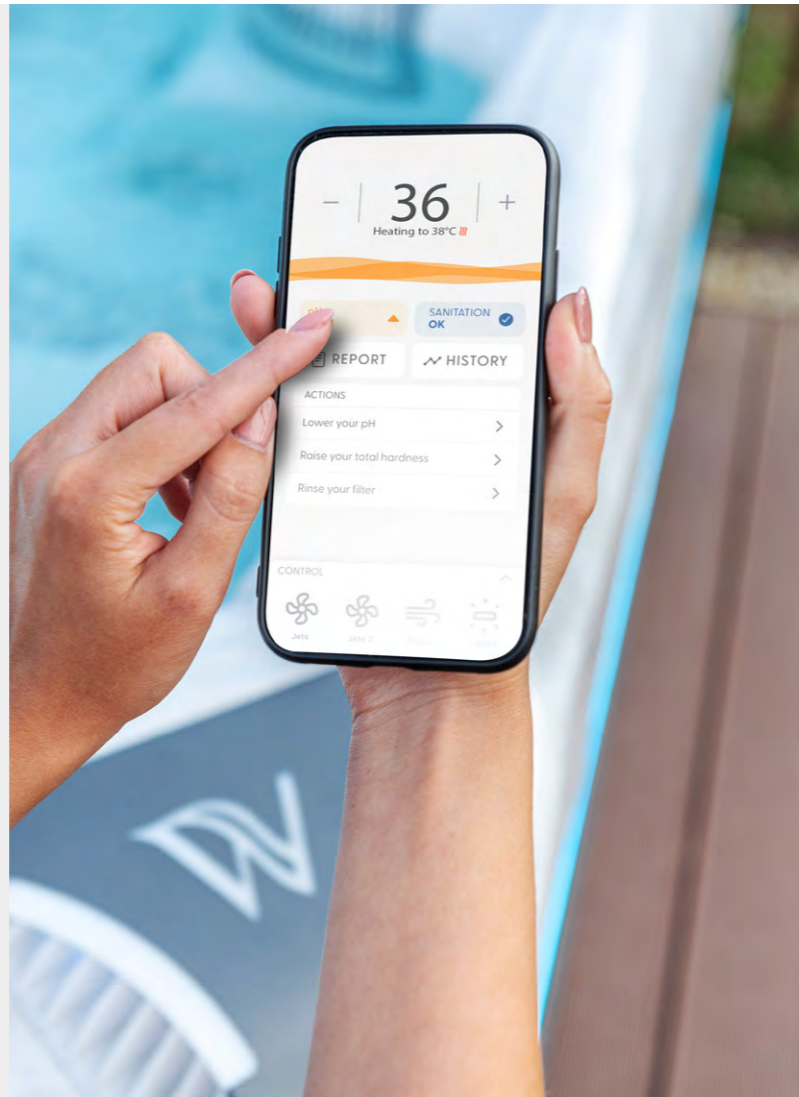 − 36 +
Heating to 38°C
SANITATION
OK
REPORT
HISTORY
ACTIONS
Lower your pH
Raise your total hardness
Rinse your filter
CONTROL
Jets
Jets 2